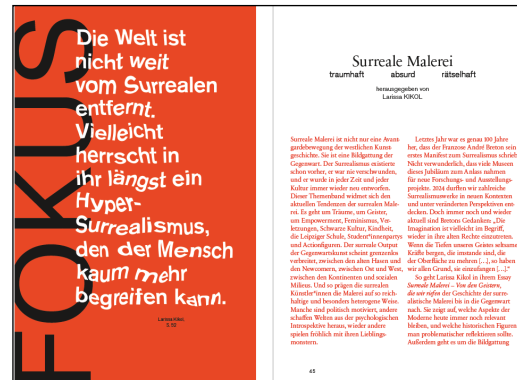 FOKUS
Die Welt ist
nicht weit
vom Surrealen
entfernt.
Vielleicht
herrscht in
ihr längst ein
Hyper-
Surrealismus,
den der Mensch
kaum mehr
begreifen kann.
Larissa Kikol,
S. 52
Surreale Malerei
traumhaft absurd rätselhaft
herausgegeben von
Larissa KIKOL
Surreale Malerei ist nicht nur eine Avant-
gardebewegung der westlichen Kunst-
geschichte. Sie ist eine Bildgattung der
Gegenwart. Der Surrealismus existierte
schon vorher, er war nie verschwunden,
und er wurde in jeder Zeit und jeder
Kultur immer wieder neu entworfen.
Dieser Themenband widmet sich den
aktuellen Tendenzen der surrealen Male-
rei. Es geht um Träume, um Geister,
um Empowerment, Feminismus, Ver-
letzungen, Schwarze Kultur, Kindheit,
die Leipziger Schule, Student*innenpartys
und Actionfiguren. Der surreale Output
der Gegenwartskunst scheint grenzenlos
verbreitet, zwischen den alten Hasen und
den Newcomern, zwischen Ost und West,
zwischen den Kontinenten und sozialen
Milieus. Und so prägen die surrealen
Künstler*innen die Malerei auf so reich-
haltige und besonders heterogene Weise.
Manche sind politisch motiviert, andere
schaffen Welten aus der psychologischen
Introspektive heraus, wieder andere
spielen fröhlich mit ihren Lieblings-
monstern.
Letztes Jahr war es genau 100 Jahre
her, dass der Franzose André Breton sein
erstes Manifest zum Surrealismus schrieb.
Nicht verwunderlich, dass viele Museen
dieses Jubiläum zum Anlass nahmen
für neue Forschungs- und Ausstellungs-
projekte. 2024 durften wir zahlreiche
Surrealismuswerke in neuen Kontexten
und unter veränderten Perspektiven ent-
decken. Doch immer noch und wieder
aktuell sind Bretons Gedanken: „Die
Imagination ist vielleicht im Begriff,
wieder in ihre alten Rechte einzutreten.
Wenn die Tiefen unseres Geistes seltsame
Kräfte bergen, die imstande sind, die
der Oberfläche zu mehren [...], so haben
wir allen Grund, sie einzufangen [...].“
So geht Larissa Kikol in ihrem Essay
Surreale Malerei – Von den Geistern,
die wir riefen der Geschichte der surre-
alistische Malerei bis in die Gegenwart
nach. Sie zeigt auf, welche Aspekte der
Moderne heute immer noch relevant
bleiben, und welche historischen Figuren
man problematischer reflektieren sollte.
Außerdem geht es um die Bildgattung
45